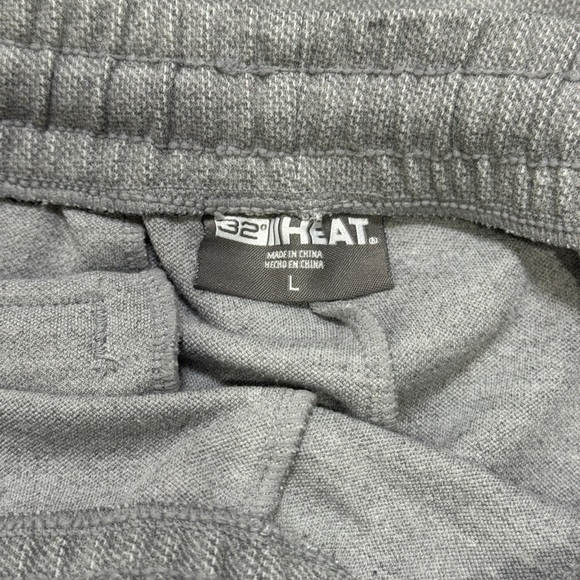 32° HEAT®
MADE IN CHINA
HECHO EN CHINA
L